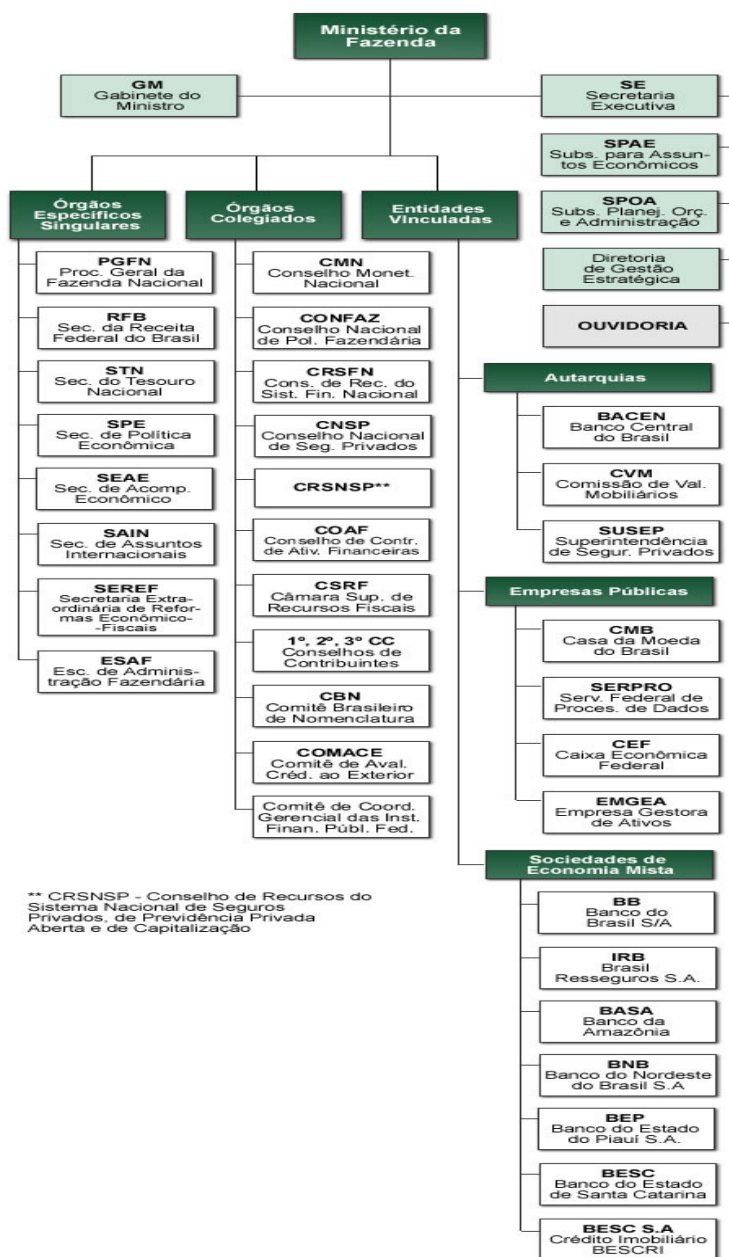 Ministério da
Fazenda
GM
Gabinete do
Ministro
SE
Secretaria
Executiva
SPAE
Subs. para Assun-
tos Econômicos
SPOA
Subs. Planej. Orç.
e Administração
Diretoria
de Gestão
Estratégica
OUVIDORIA
Órgãos
Específicos
Singulares
PGFN
Proc. Geral da
Fazenda Nacional
RFB
Sec. da Receita
Federal do Brasil
STN
Sec. do Tesouro
Nacional
SPE
Sec. de Política
Econômica
SEAE
Sec. de Acomp.
Econômico
SAIN
Sec. de Assuntos
Internacionais
SEREF
Secretaria Extra-
ordinária de Refor-
mas Econômico-
-Fiscais
ESAF
Esc. de Adminis-
tração Fazendária
Órgãos
Colegiados
CMN
Conselho Monet.
Nacional
CONFAZ
Conselho Nacional
de Pol. Fazendária
CRSFN
Cons. de Rec. do
Sist. Fin. Nacional
CNSP
Conselho Nacional
de Seg. Privados
CRSNSP**
COAF
Conselho de Contr.
de Ativ. Financeiras
CSRF
Câmara Sup. de
Recursos Fiscais
1º, 2º, 3º CC
Conselhos de
Contribuintes
CBN
Comitê Brasileiro
de Nomenclatura
COMACE
Comitê de Aval.
Créd. ao Exterior
Comitê de Coord.
Gerencial das Inst.
Finan. Públ. Fed.
Entidades
Vinculadas
Autarquias
BACEN
Banco Central
do Brasil
CVM
Comissão de Val.
Mobiliários
SUSEP
Superintendência
de Segur. Privados
Empresas Públicas
CMB
Casa da Moeda
do Brasil
SERPRO
Serv. Federal de
Proces. de Dados
CEF
Caixa Econômica
Federal
EMGEA
Empresa Gestora
de Ativos
Sociedades de
Economia Mista
BB
Banco do
Brasil S/A
IRB
Brasil
Resseguros S.A.
BASA
Banco da
Amazônia
BNB
Banco do Nordeste
do Brasil S.A
BEP
Banco do Estado
do Piauí S.A.
BESC
Banco do Estado
de Santa Catarina
BESC S.A
Crédito Imobiliário
BESCRI
** CRSNSP - Conselho de Recursos do
Sistema Nacional de Seguros
Privados, de Previdência Privada
Aberta e de Capitalização